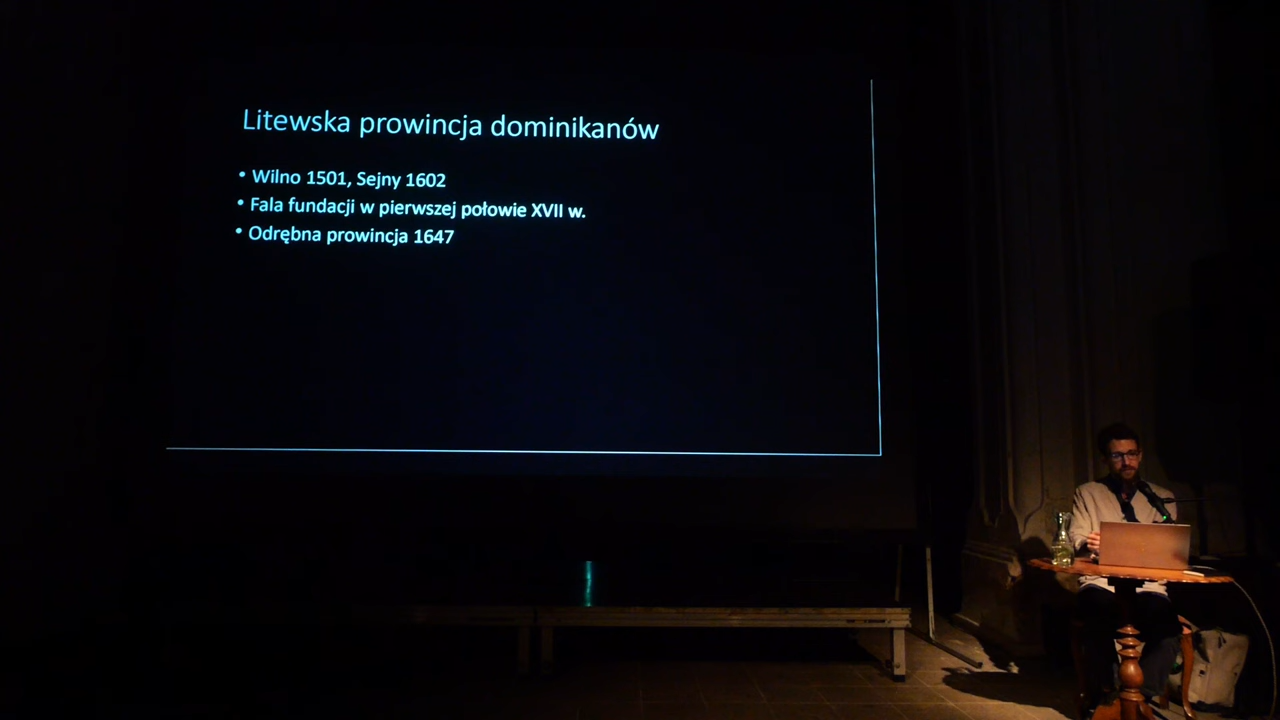 Litewska prowincja dominikanów
• Wilno 1501, Sejny 1602
• Fala fundacji w pierwszej połowie XVII w.
• Odrębna prowincja 1647